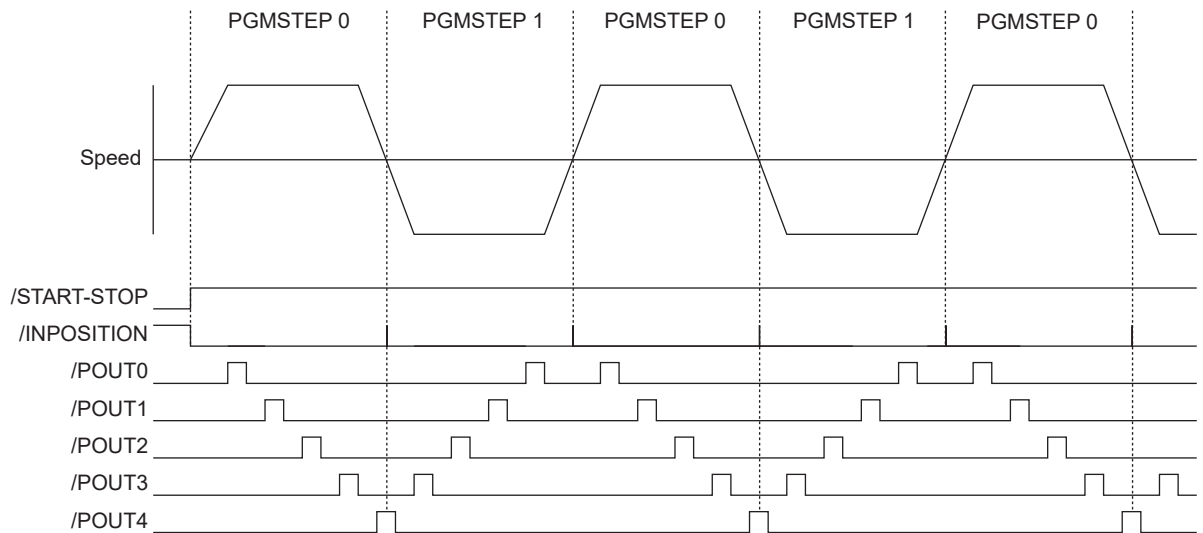 PGMSTEP 0 PGMSTEP 1 PGMSTEP 0 PGMSTEP 1 PGMSTEP 0
Speed
/START-STOP
/INPOSITION
/POUT0
/POUT1
/POUT2
/POUT3
/POUT4